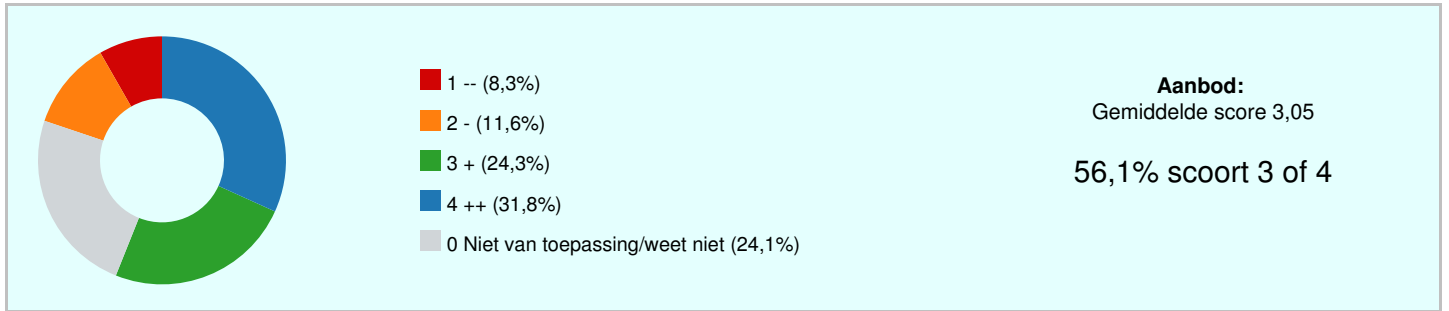 1 -- (8,3%)
2 - (11,6%)
3 + (24,3%)
4 ++ (31,8%)
0 Niet van toepassing/weet niet (24,1%)
Aanbod:
Gemiddelde score 3,05
56,1% scoort 3 of 4